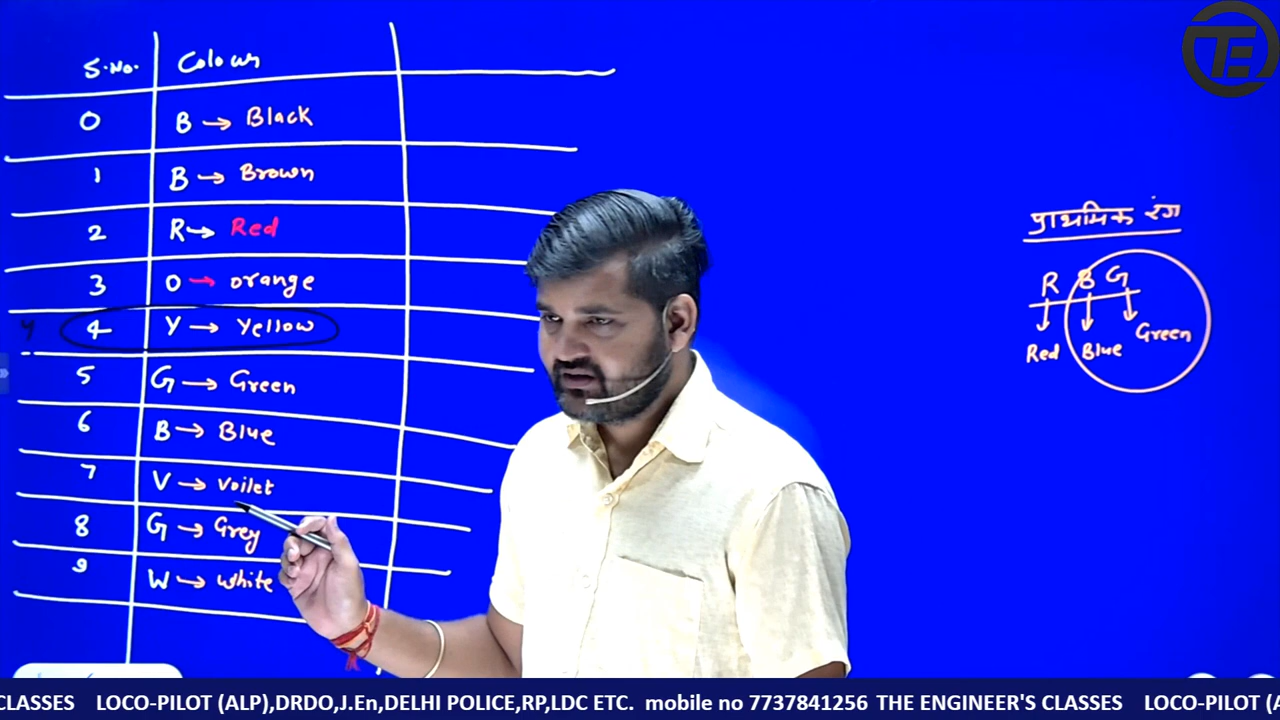 S.No. Colour
0 B → Black
1 B → Brown
2 R → Red
3 O → orange
4 4 Y → Yellow
5 G → Green
6 B → Blue
7 V → Voilet
8 G → Grey
9 W → White
प्राथमिक रंग
R B G
Red Blue Green
TE
CLASSES LOCO-PILOT (ALP),DRDO,J.En,DELHI POLICE,RP,LDC ETC. mobile no 7737841256 THE ENGINEER'S CLASSES LOCO-PILOT (A